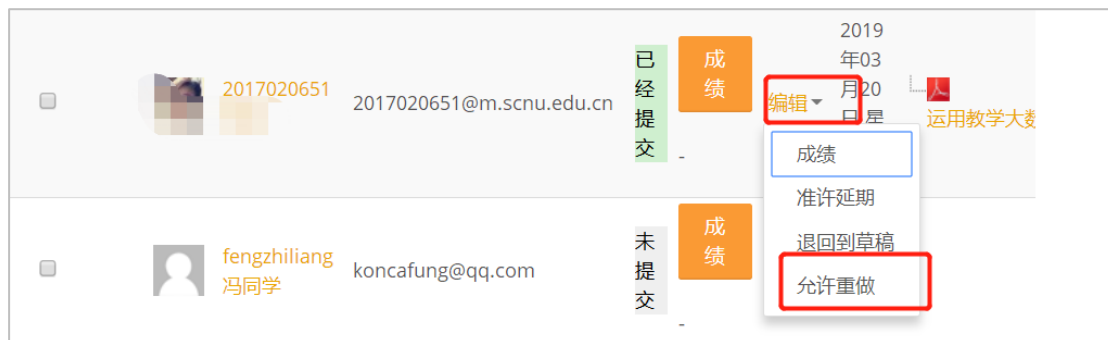 2017020651
2017020651@m.scnu.edu.cn
已
经
提
交
成
绩
-
编辑
2019
年03
月20
日 星
运用教学大数
成绩
准许延期
退回到草稿
允许重做
fengzhiliang
冯同学
koncafung@qq.com
未
提
交
成
绩
-